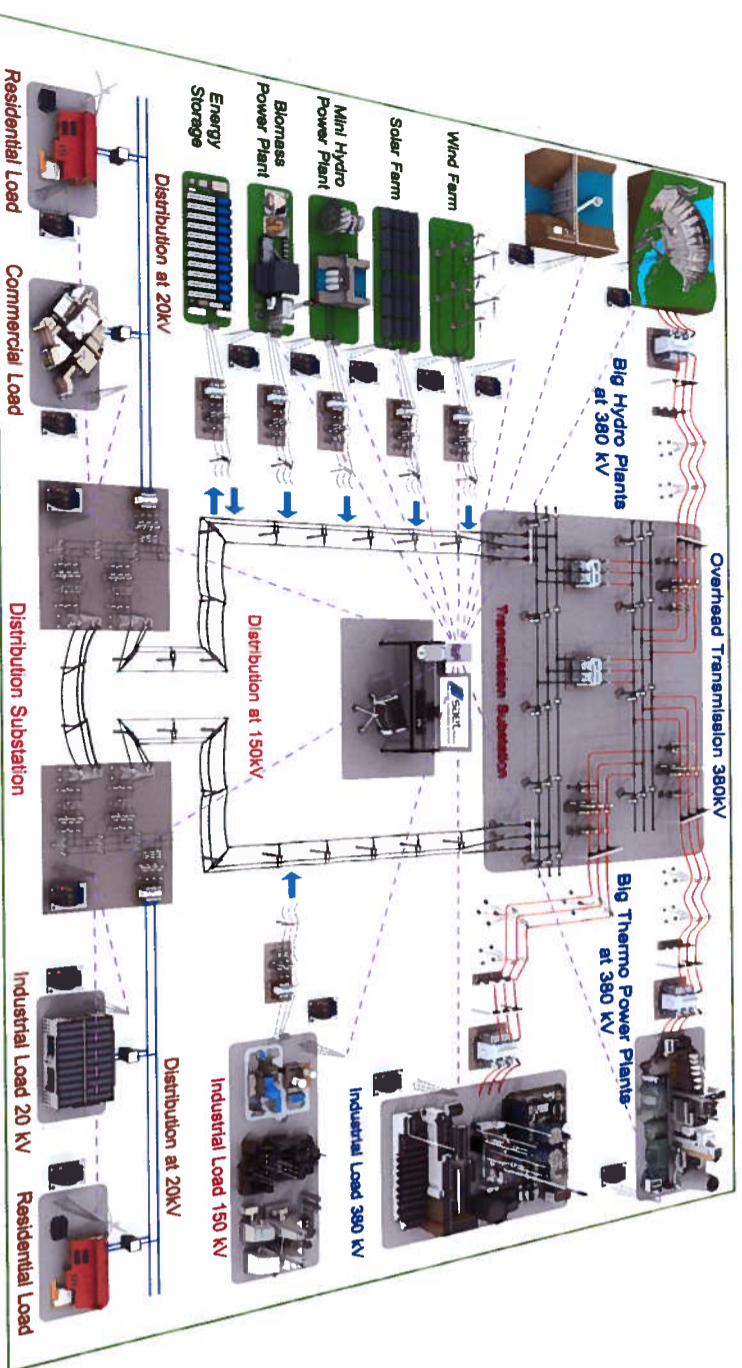 Overhead Transmission 380kV
Big Hydro Plants
at 380 kV
Big Thermo Power Plants-
at 380 kV
Transmission Substation
Wind Farm
Solar Farm
Mini Hydro
Power Plant
Biomass
Power Plant
Energy
Storage
Industrial Load 380 kV
Industrial Load 150 kV
Distribution at 150kV
Distribution at 20kV
Distribution at 20kV
Residential Load
Commercial Load
Distribution Substation
Industrial Load 20 kV
Residential Load